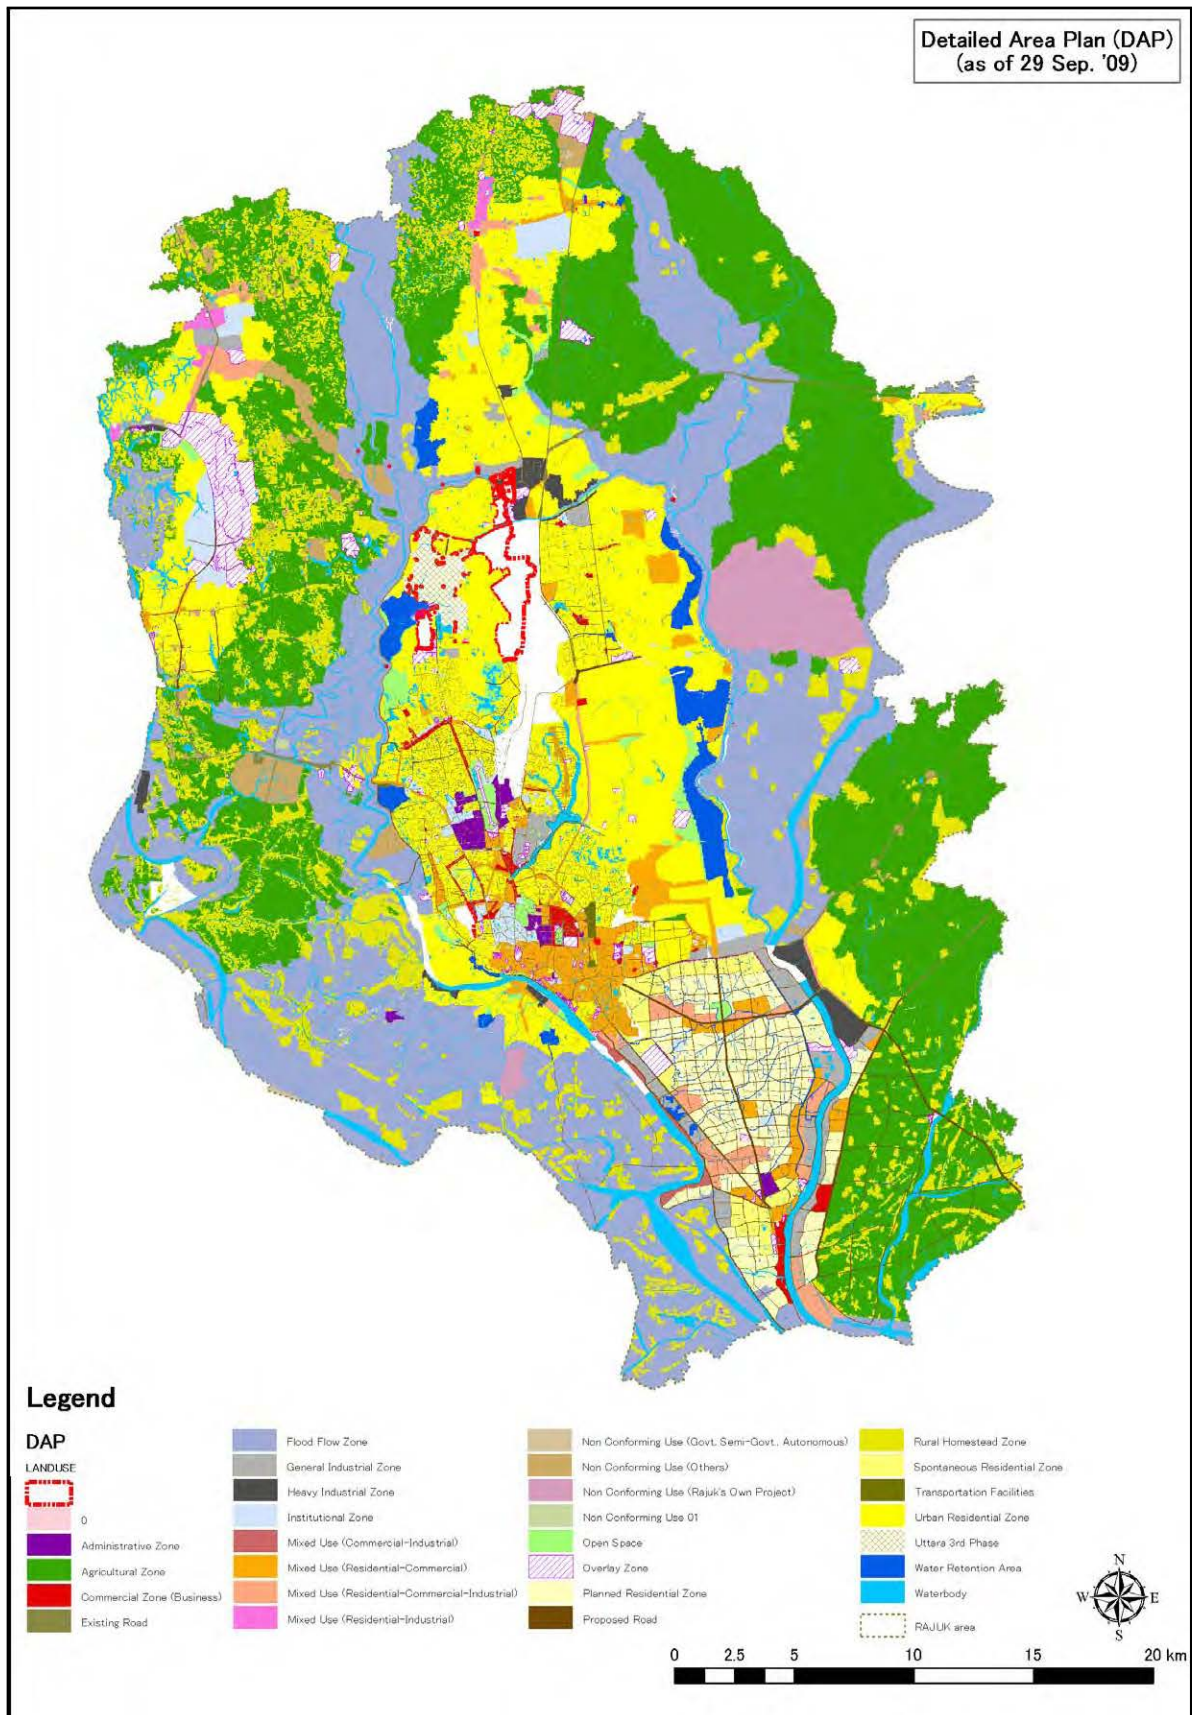 Detailed Area Plan (DAP)
(as of 29 Sep. '09)
Legend
DAP
LANDUSE
0
Administrative Zone
Agricultural Zone
Commercial Zone (Business)
Existing Road
Flood Flow Zone
General Industrial Zone
Heavy Industrial Zone
Institutional Zone
Mixed Use (Commercial-Industrial)
Mixed Use (Residential-Commercial)
Mixed Use (Residential-Commercial-Industrial)
Mixed Use (Residential-Industrial)
Non Conforming Use (Govt. Semi-Govt., Autonomous)
Non Conforming Use (Others)
Non Conforming Use (Rajuk's Own Project)
Non Conforming Use 01
Open Space
Overlay Zone
Planned Residential Zone
Proposed Road
Rural Homestead Zone
Spontaneous Residential Zone
Transportation Facilities
Urban Residential Zone
Uttara 3rd Phase
Water Retention Area
Waterbody
RAJUK area
N
W E
S
0 2.5 5 10 15 20 km